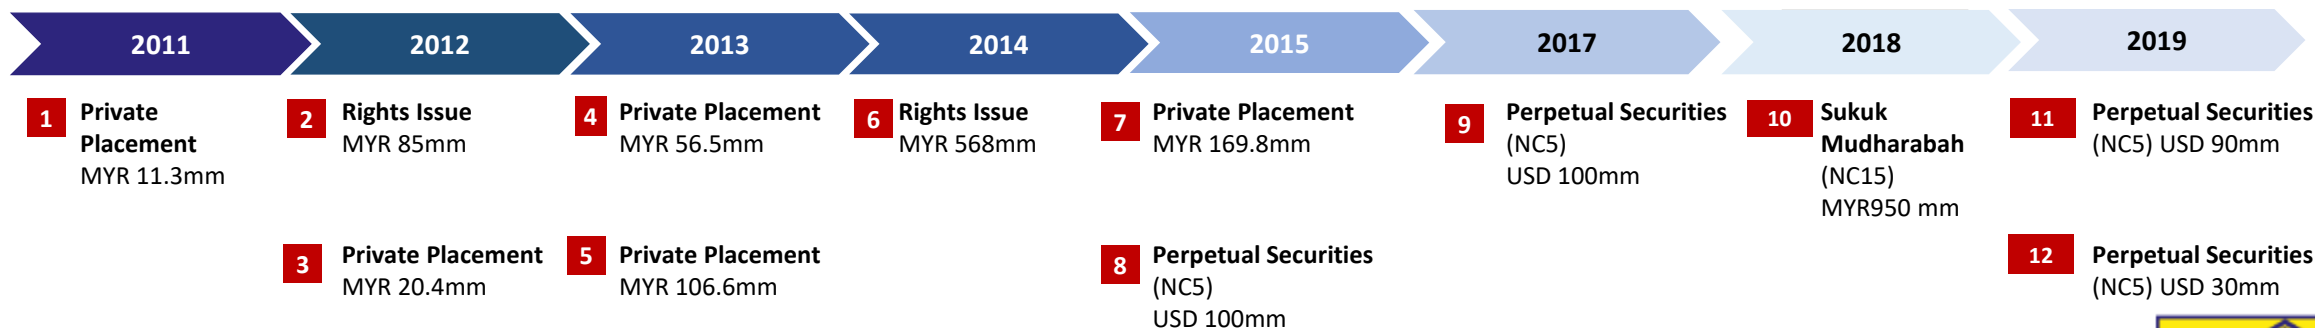 2011
2012
2013
2014
2015
2017
2018
2019
1
Private
Placement
MYR 11.3mm
2
Rights Issue
MYR 85mm
3
Private Placement
MYR 20.4mm
4
Private Placement
MYR 56.5mm
5
Private Placement
MYR 106.6mm
6
Rights Issue
MYR 568mm
7
Private Placement
MYR 169.8mm
8
Perpetual Securities
(NC5)
USD 100mm
9
Perpetual Securities
(NC5)
USD 100mm
10
Sukuk
Mudharabah
(NC15)
MYR950 mm
11
Perpetual Securities
(NC5) USD 90mm
12
Perpetual Securities
(NC5) USD 30mm